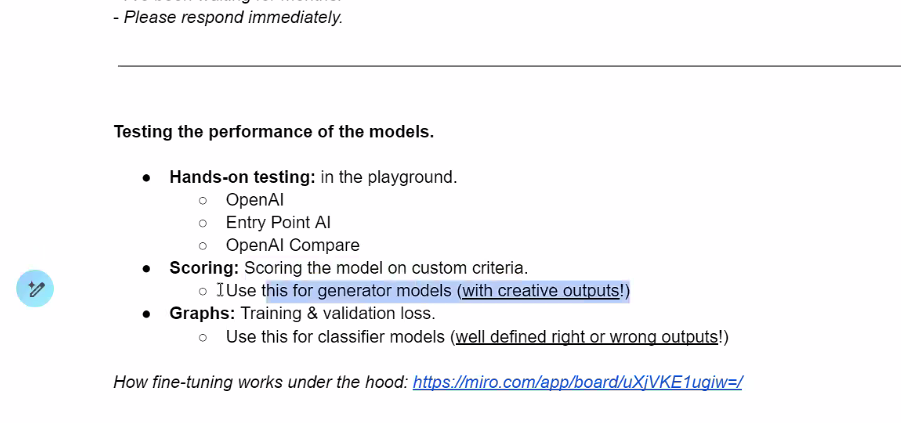 - Please respond immediately.
Testing the performance of the models.
● Hands-on testing: in the playground.
○ OpenAI
○ Entry Point AI
○ OpenAI Compare
● Scoring: Scoring the model on custom criteria.
○ Use this for generator models (with creative outputs!)
● Graphs: Training & validation loss.
○ Use this for classifier models (well defined right or wrong outputs!)
How fine-tuning works under the hood: https://miro.com/app/board/uXjVKE1ugiw=/